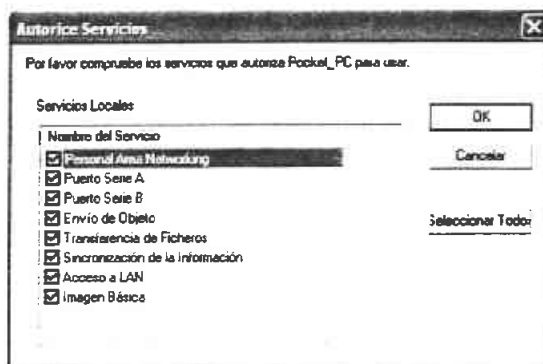 Autorice Servicios
Por favor compruebe los servicios que autoriza Pocket_PC para usar.
Servicios Locales
OK
Nombre del Servicio
Cancelar
Personal Area Networking
Puerto Serie A
Puerto Serie B
Envío de Objeto
Seleccionar Todo
Transferencia de Ficheros
Sincronización de la Información
Acceso a LAN
Imagen Básica